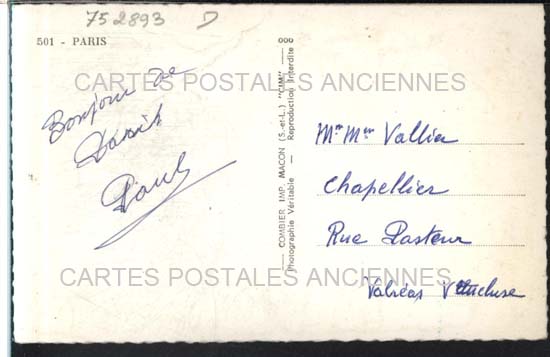 752893 D
501 - PARIS
CARTES POSTALES ANCIENNES
Bonjour de
Paris
Paul
COMBIER IMP. MACON (S.-et-L.) "CIM"
Photographie Véritable — Reproduction Interdite
Mr Mme Vallier
Chapellier
Rue Pasteur
Valréas Vaucluse
CARTES POSTALES ANCIENNES